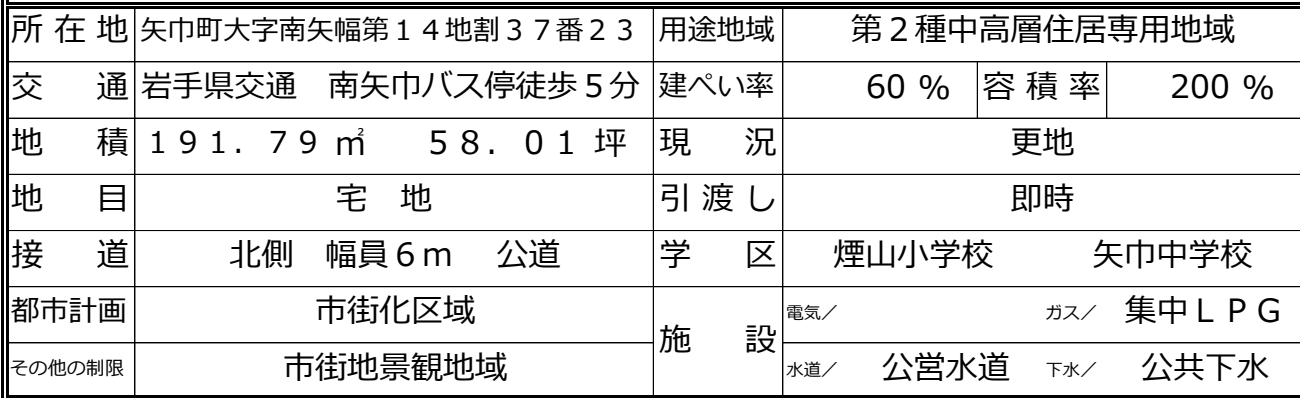 所在地 矢巾町大字南矢幅第１４地割３７番２３ 用途地域 第２種中高層住居専用地域
交通 岩手県交通 南矢巾バス停徒歩５分 建ぺい率 60 % 容積率 200 %
地積 １９１．７９㎡ ５８．０１坪 現況 更地
地目 宅地 引渡し 即時
接道 北側 幅員６ｍ 公道 学区 煙山小学校 矢巾中学校
都市計画 市街化区域 施設 電気／ ガス／ 集中ＬＰＧ
その他の制限 市街地景観地域 水道／ 公営水道 下水／ 公共下水